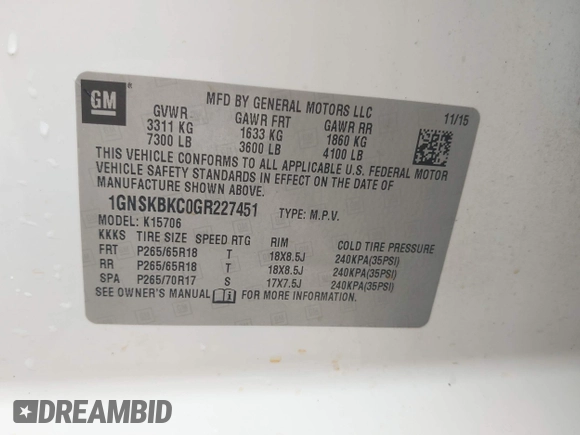 GM
MFD BY GENERAL MOTORS LLC 11/15
GVWR GAWR FRT GAWR RR
3311 KG 1633 KG 1860 KG
7300 LB 3600 LB 4100 LB
THIS VEHICLE CONFORMS TO ALL APPLICABLE U.S. FEDERAL MOTOR
VEHICLE SAFETY STANDARDS IN EFFECT ON THE DATE OF
MANUFACTURE SHOWN ABOVE.
1GNSKBKC0GR227451 TYPE: M.P.V.
MODEL: K15706
KKKS TIRE SIZE SPEED RTG RIM COLD TIRE PRESSURE
FRT P265/65R18 T 18X8.5J 240KPA(35PSI)
RR P265/65R18 T 18X8.5J 240KPA(35PSI)
SPA P265/70R17 S 17X7.5J 240KPA(35PSI)
SEE OWNER'S MANUAL FOR MORE INFORMATION.
DREAMBID